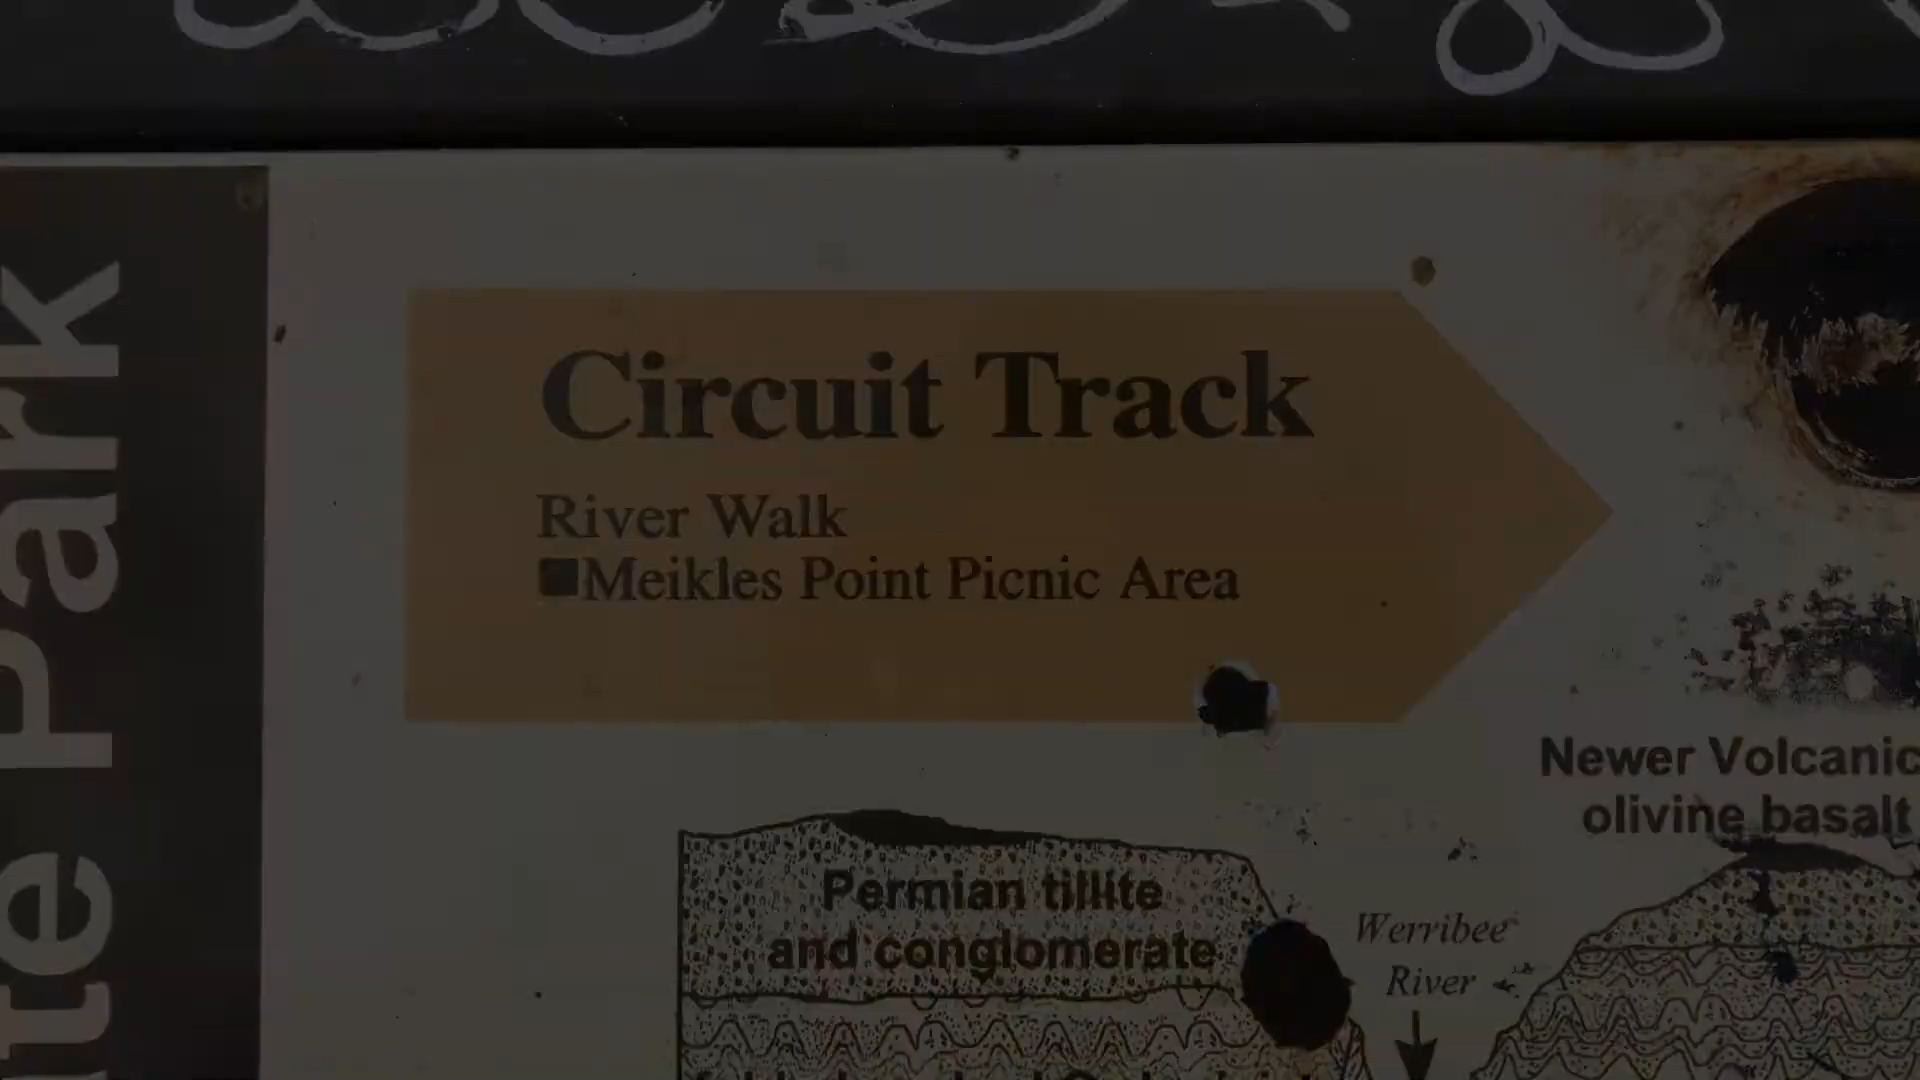 Circuit Track
River Walk
■Meikles Point Picnic Area
Newer Volcanic
olivine basalt
Permian tillite
and conglomerate
Werribee
River
Park